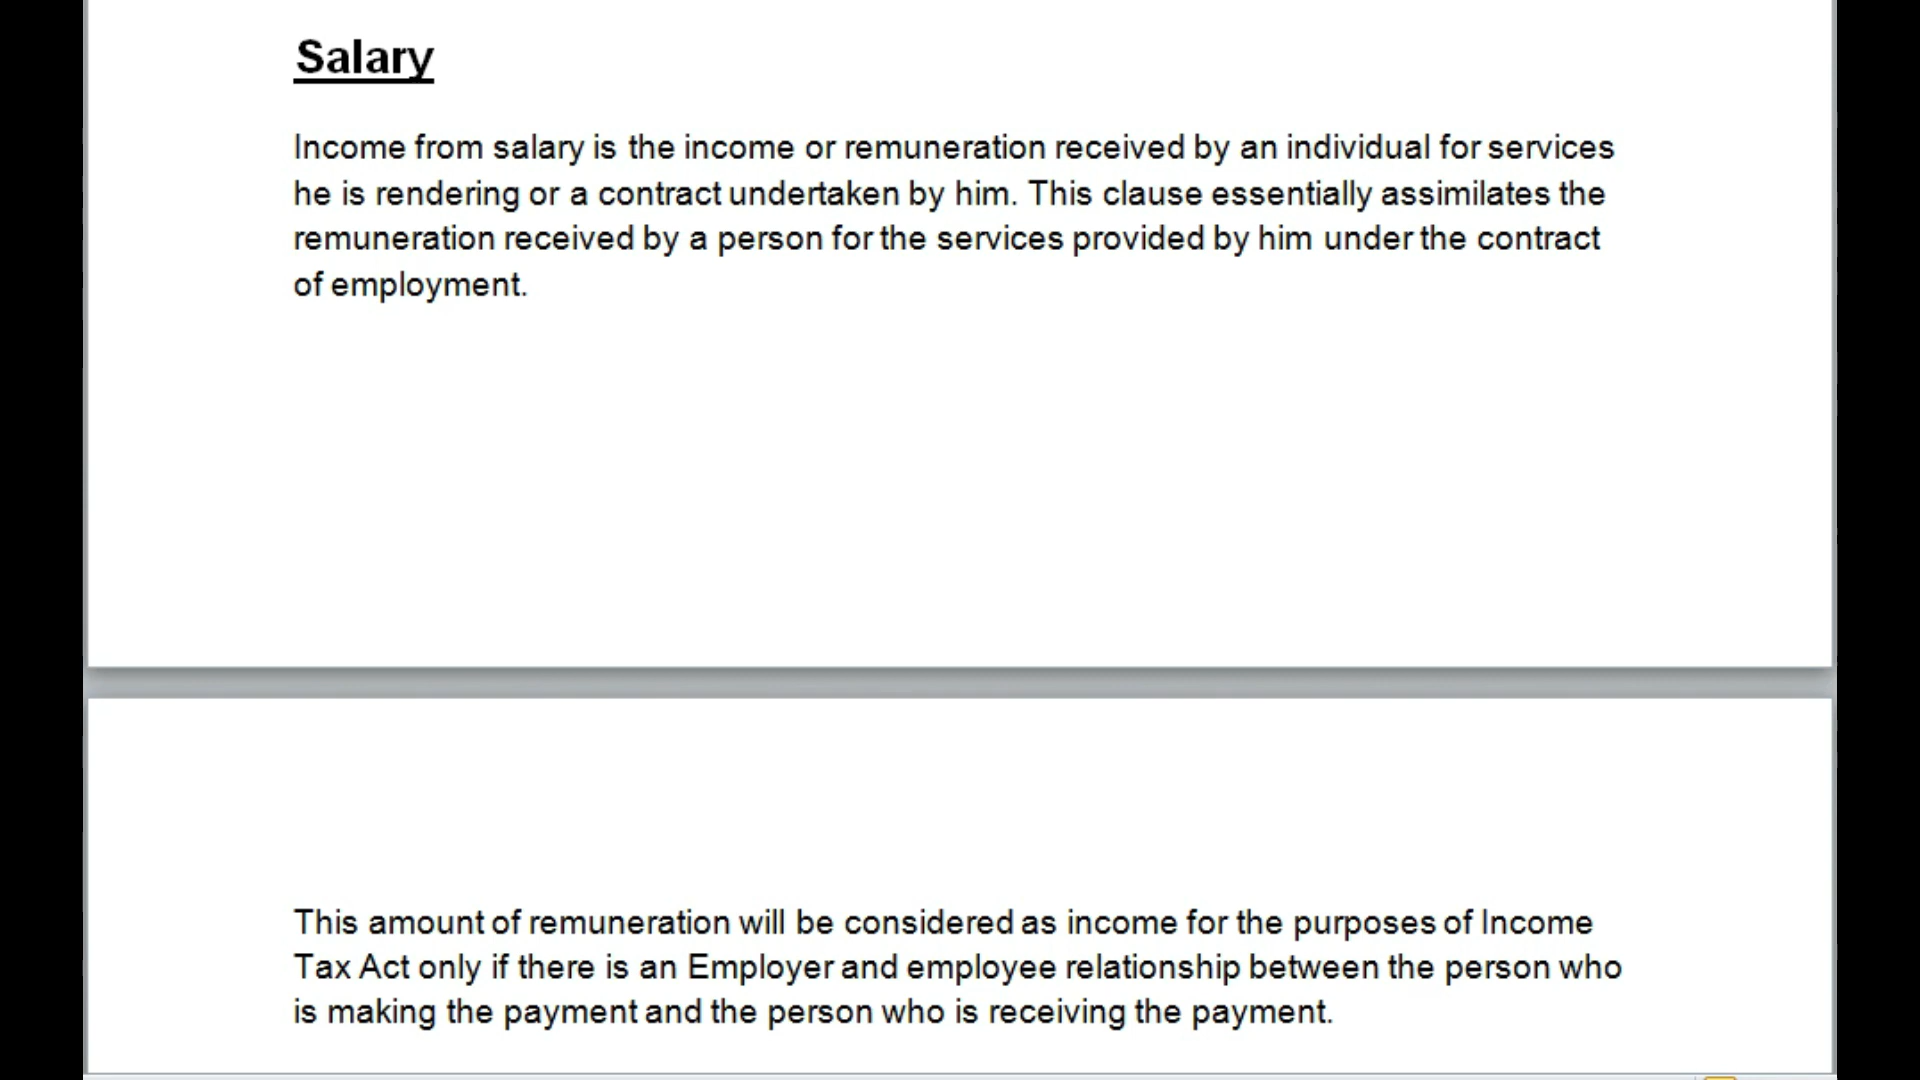 Salary
Income from salary is the income or remuneration received by an individual for services
he is rendering or a contract undertaken by him. This clause essentially assimilates the
remuneration received by a person for the services provided by him under the contract
of employment.
This amount of remuneration will be considered as income for the purposes of Income
Tax Act only if there is an Employer and employee relationship between the person who
is making the payment and the person who is receiving the payment.